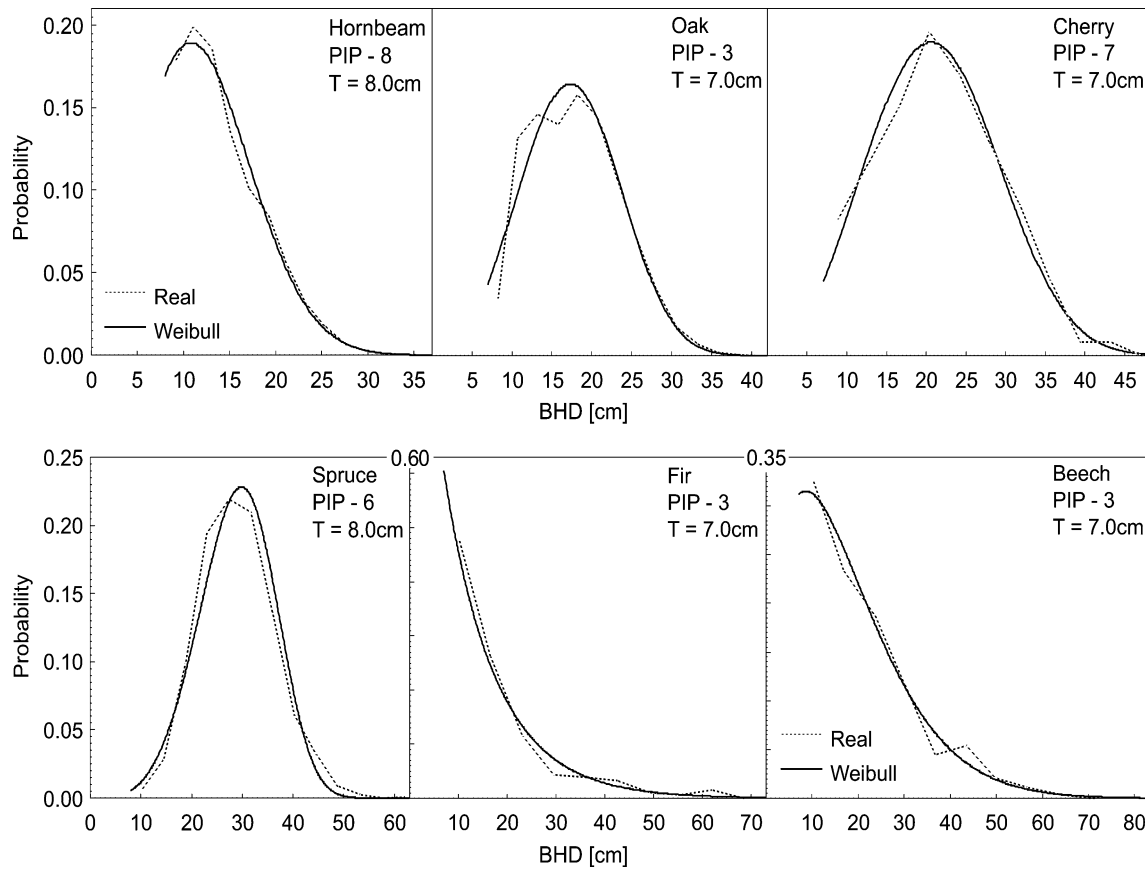 0.20
0.15
0.10
0.05
0.00
Probability
Hornbeam
PIP - 8
T = 8.0cm
Real
Weibull
Oak
PIP - 3
T = 7.0cm
Cherry
PIP - 7
T = 7.0cm
0 5 10 15 20 25 30 35
5 10 15 20 25 30 35 40
5 10 15 20 25 30 35 40 45
BHD [cm]
0.25
0.20
0.15
0.10
0.05
0.00
Probability
Spruce
PIP - 6
T = 8.0cm
0.60
Fir
PIP - 3
T = 7.0cm
0.35
Beech
PIP - 3
T = 7.0cm
Real
Weibull
0 10 20 30 40 50 60
10 20 30 40 50 60 70
10 20 30 40 50 60 70 80
BHD [cm]